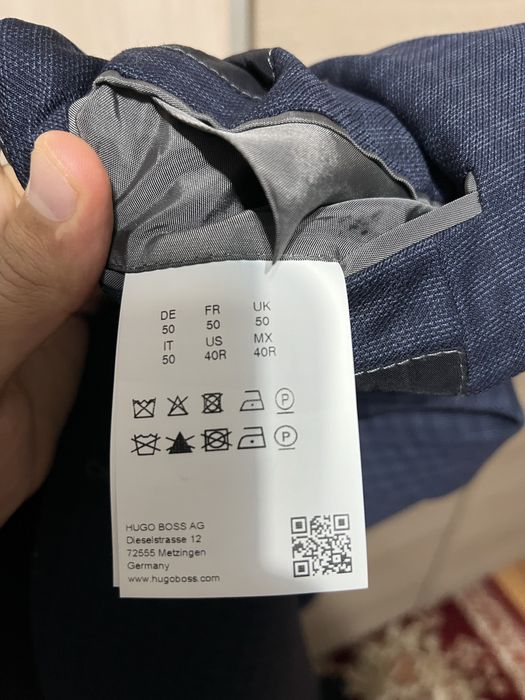 DE FR UK
50 50 50
IT US MX
50 40R 40R
P
P
HUGO BOSS AG
Dieselstrasse 12
72555 Metzingen
Germany
www.hugoboss.com